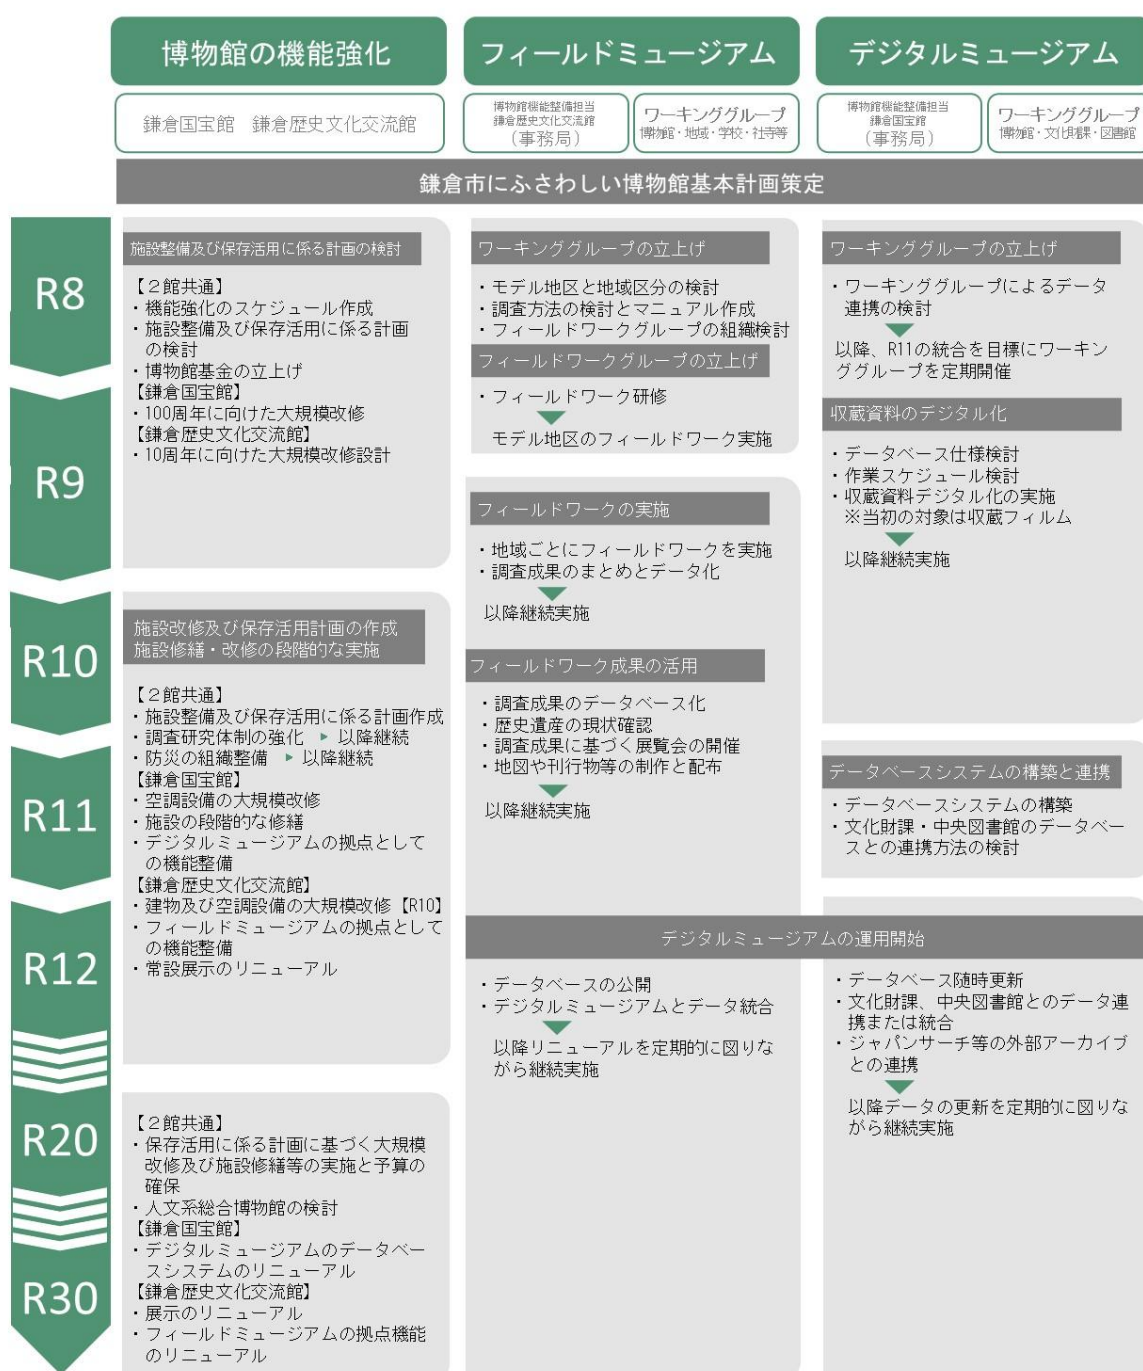 博物館の機能強化
フィールドミュージアム
デジタルミュージアム
鎌倉国宝館　鎌倉歴史文化交流館
博物館機能整備担当
鎌倉歴史文化交流館
（事務局）
ワーキンググループ
博物館・地域・学校・社寺等
博物館機能整備担当
鎌倉国宝館
（事務局）
ワーキンググループ
博物館・文化財課・図書館
鎌倉市にふさわしい博物館基本計画策定
R8
R9
R10
R11
R12
R20
R30
施設整備及び保存活用に係る計画の検討
【２館共通】
・機能強化のスケジュール作成
・施設整備及び保存活用に係る計画
の検討
・博物館基金の立上げ
【鎌倉国宝館】
・100周年に向けた大規模改修
【鎌倉歴史文化交流館】
・10周年に向けた大規模改修設計
施設改修及び保存活用計画の作成
施設修繕・改修の段階的な実施
【２館共通】
・施設整備及び保存活用に係る計画作成
・調査研究体制の強化 ▶ 以降継続
・防災の組織整備 ▶ 以降継続
【鎌倉国宝館】
・空調設備の大規模改修
・施設の段階的な修繕
・デジタルミュージアムの拠点として
の機能整備
【鎌倉歴史文化交流館】
・建物及び空調設備の大規模改修【R10】
・フィールドミュージアムの拠点として
の機能整備
・常設展示のリニューアル
【２館共通】
・保存活用に係る計画に基づく大規模
改修及び施設修繕等の実施と予算の
確保
・人文系総合博物館の検討
【鎌倉国宝館】
・デジタルミュージアムのデータベー
スシステムのリニューアル
【鎌倉歴史文化交流館】
・展示のリニューアル
・フィールドミュージアムの拠点機能
のリニューアル
ワーキンググループの立上げ
・モデル地区と地域区分の検討
・調査方法の検討とマニュアル作成
・フィールドワークグループの組織検討
フィールドワークグループの立上げ
・フィールドワーク研修
モデル地区のフィールドワーク実施
フィールドワークの実施
・地域ごとにフィールドワークを実施
・調査成果のまとめとデータ化
以降継続実施
フィールドワーク成果の活用
・調査成果のデータベース化
・歴史遺産の現状確認
・調査成果に基づく展覧会の開催
・地図や刊行物等の制作と配布
以降継続実施
ワーキンググループの立上げ
・ワーキンググループによるデータ
連携の検討
以降、R11の統合を目標にワーキン
ググループを定期開催
収蔵資料のデジタル化
・データベース仕様検討
・作業スケジュール検討
・収蔵資料デジタル化の実施
※当初の対象は収蔵フィルム
以降継続実施
データベースシステムの構築と連携
・データベースシステムの構築
・文化財課・中央図書館のデータベー
スとの連携方法の検討
デジタルミュージアムの運用開始
・データベースの公開
・デジタルミュージアムとデータ統合
以降リニューアルを定期的に図りな
がら継続実施
・データベース随時更新
・文化財課、中央図書館とのデータ連
携または統合
・ジャパンサーチ等の外部アーカイブ
との連携
以降データの更新を定期的に図りな
がら継続実施